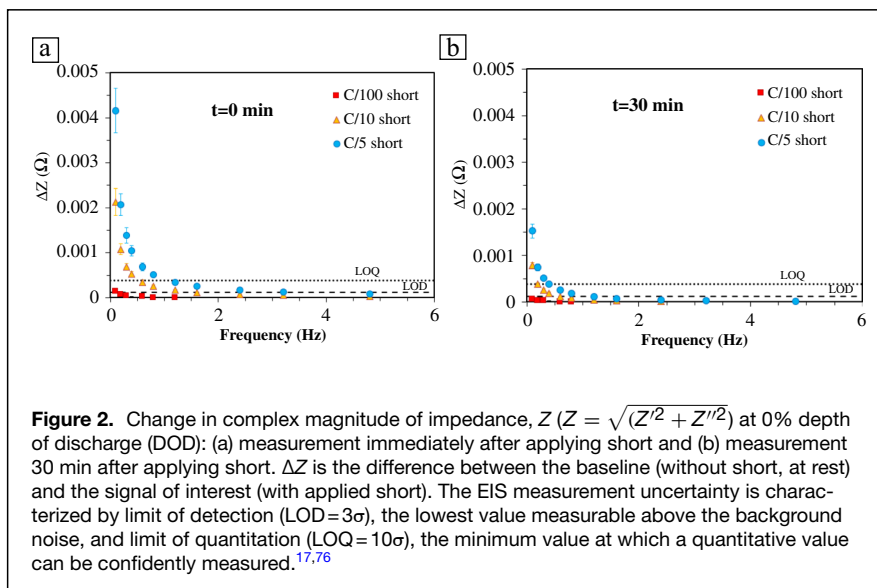 a
0.005
0.004
0.003
0.002
0.001
0
ΔZ (Ω)
t=0 min
C/100 short
C/10 short
C/5 short
LOQ
LOD
0 2 4 6
Frequency (Hz)
b
0.005
0.004
0.003
0.002
0.001
0
ΔZ (Ω)
t=30 min
C/100 short
C/10 short
C/5 short
LOQ
LOD
0 2 4 6
Frequency (Hz)
Figure 2. Change in complex magnitude of impedance, Z (Z = √(Z′² + Z″²) at 0% depth
of discharge (DOD): (a) measurement immediately after applying short and (b) measurement
30 min after applying short. ΔZ is the difference between the baseline (without short, at rest)
and the signal of interest (with applied short). The EIS measurement uncertainty is charac-
terized by limit of detection (LOD=3σ), the lowest value measurable above the background
noise, and limit of quantitation (LOQ=10σ), the minimum value at which a quantitative value
can be confidently measured.17,76